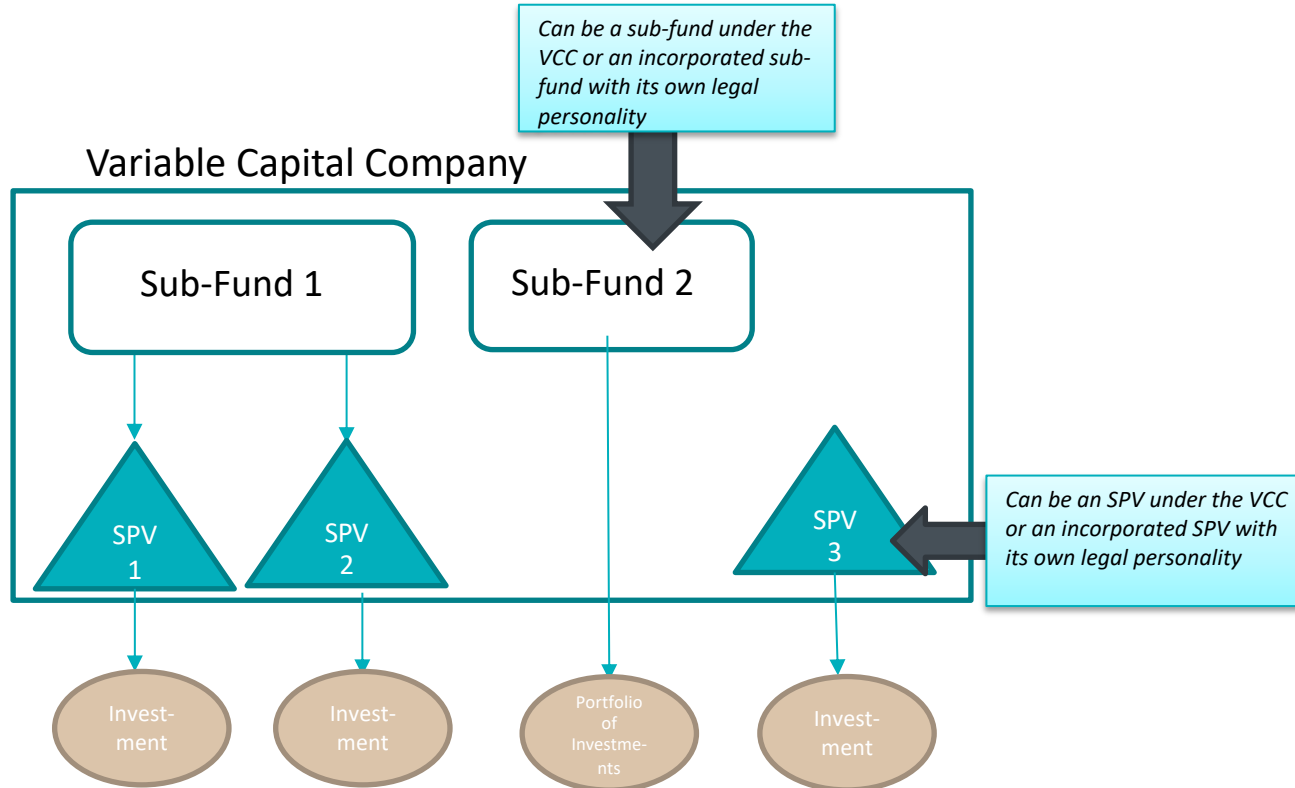 Can be a sub-fund under the
VCC or an incorporated sub-
fund with its own legal
personality
Variable Capital Company
Sub-Fund 1
Sub-Fund 2
SPV
1
SPV
2
SPV
3
Can be an SPV under the VCC
or an incorporated SPV with
its own legal personality
Invest-
ment
Invest-
ment
Portfolio
of
Investme-
nts
Invest-
ment